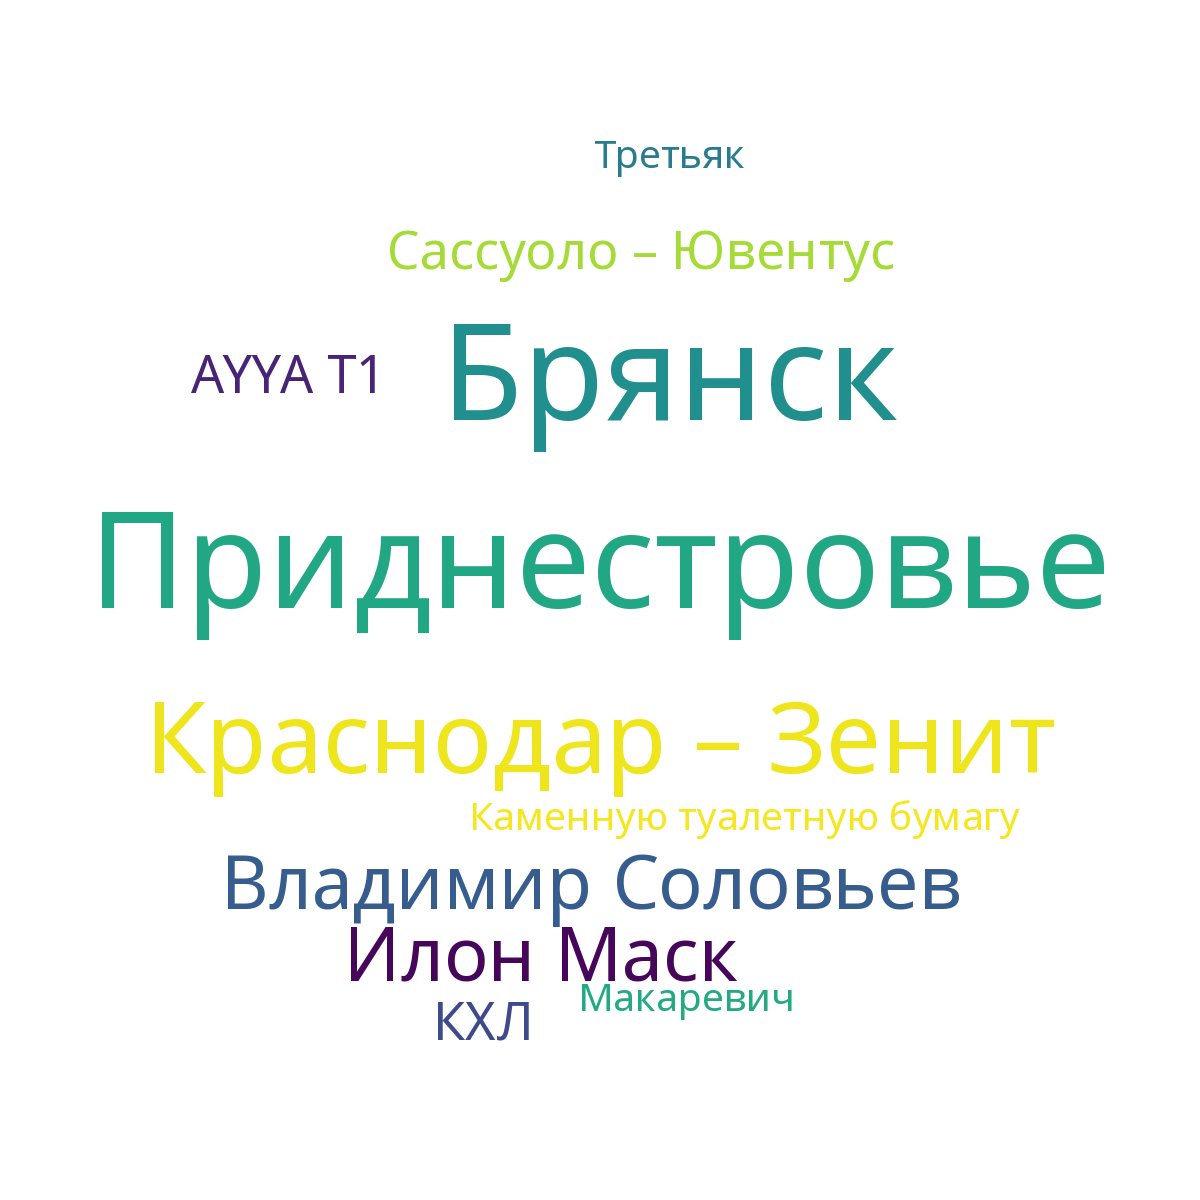 Третьяк
Сассуоло – Ювентус
AYYA T1
Брянск
Приднестровье
Краснодар – Зенит
Каменную туалетную бумагу
Владимир Соловьев
Илон Маск
Макаревич
КХЛ